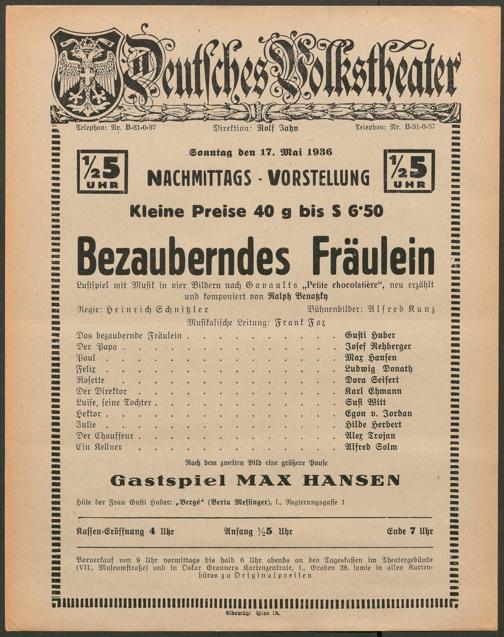 Deutsches Volkstheater
Telephon: Nr. B-31-0-37 Direktion: Rolf Jahn Telephon: Nr. B-31-0-37
Sonntag den 17. Mai 1936
½5 UHR NACHMITTAGS - VORSTELLUNG ½5 UHR
Kleine Preise 40 g bis S 6·50
Bezauberndes Fräulein
Lustspiel mit Musik in vier Bildern nach Gavaults „Petite chocolatière“, neu erzählt
und komponiert von Ralph Benatzky
Regie: Heinrich Schnitzler Bühnenbilder: Alfred Kunz
Musikalische Leitung: Frank Fox
Das bezaubernde Fräulein . . . . . . . . . . Gusti Huber
Der Papa . . . . . . . . . . Josef Rehberger
Paul . . . . . . . . . . Max Hansen
Felix . . . . . . . . . . Ludwig Donath
Rosette . . . . . . . . . . Dora Seifert
Der Direktor . . . . . . . . . . Karl Ehmann
Luise, seine Tochter . . . . . . . . . . Susi Witt
Hektor . . . . . . . . . . Egon v. Jordan
Julie . . . . . . . . . . Hilde Herbert
Der Chauffeur . . . . . . . . . . Alex Trojan
Ein Kellner . . . . . . . . . . Alfred Solm
Nach dem zweiten Bild eine größere Pause
Gastspiel MAX HANSEN
Hüte der Frau Gusti Huber: „Bergé“ (Berta Messinger), I., Regierungsgasse 1
Kassen-Eröffnung 4 Uhr Anfang ½5 Uhr Ende 7 Uhr
Vorverkauf von 9 Uhr vormittags bis halb 6 Uhr abends an den Tageskassen im Theatergebäude
(VII., Museumstraße) und in Oskar Gronners Kartenzentrale, I., Graben 28, sowie in allen Karten-
büros zu Originalpreisen
Elbemühl Wien IX.